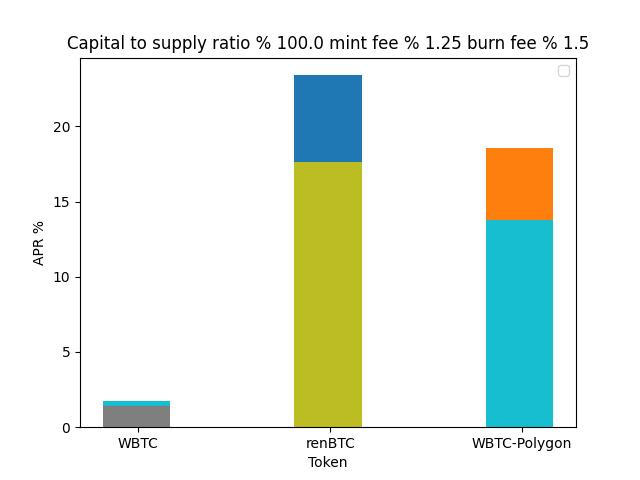 Capital to supply ratio % 100.0 mint fee % 1.25 burn fee % 1.5
20
15
10
5
0
APR %
WBTC renBTC WBTC-Polygon
Token